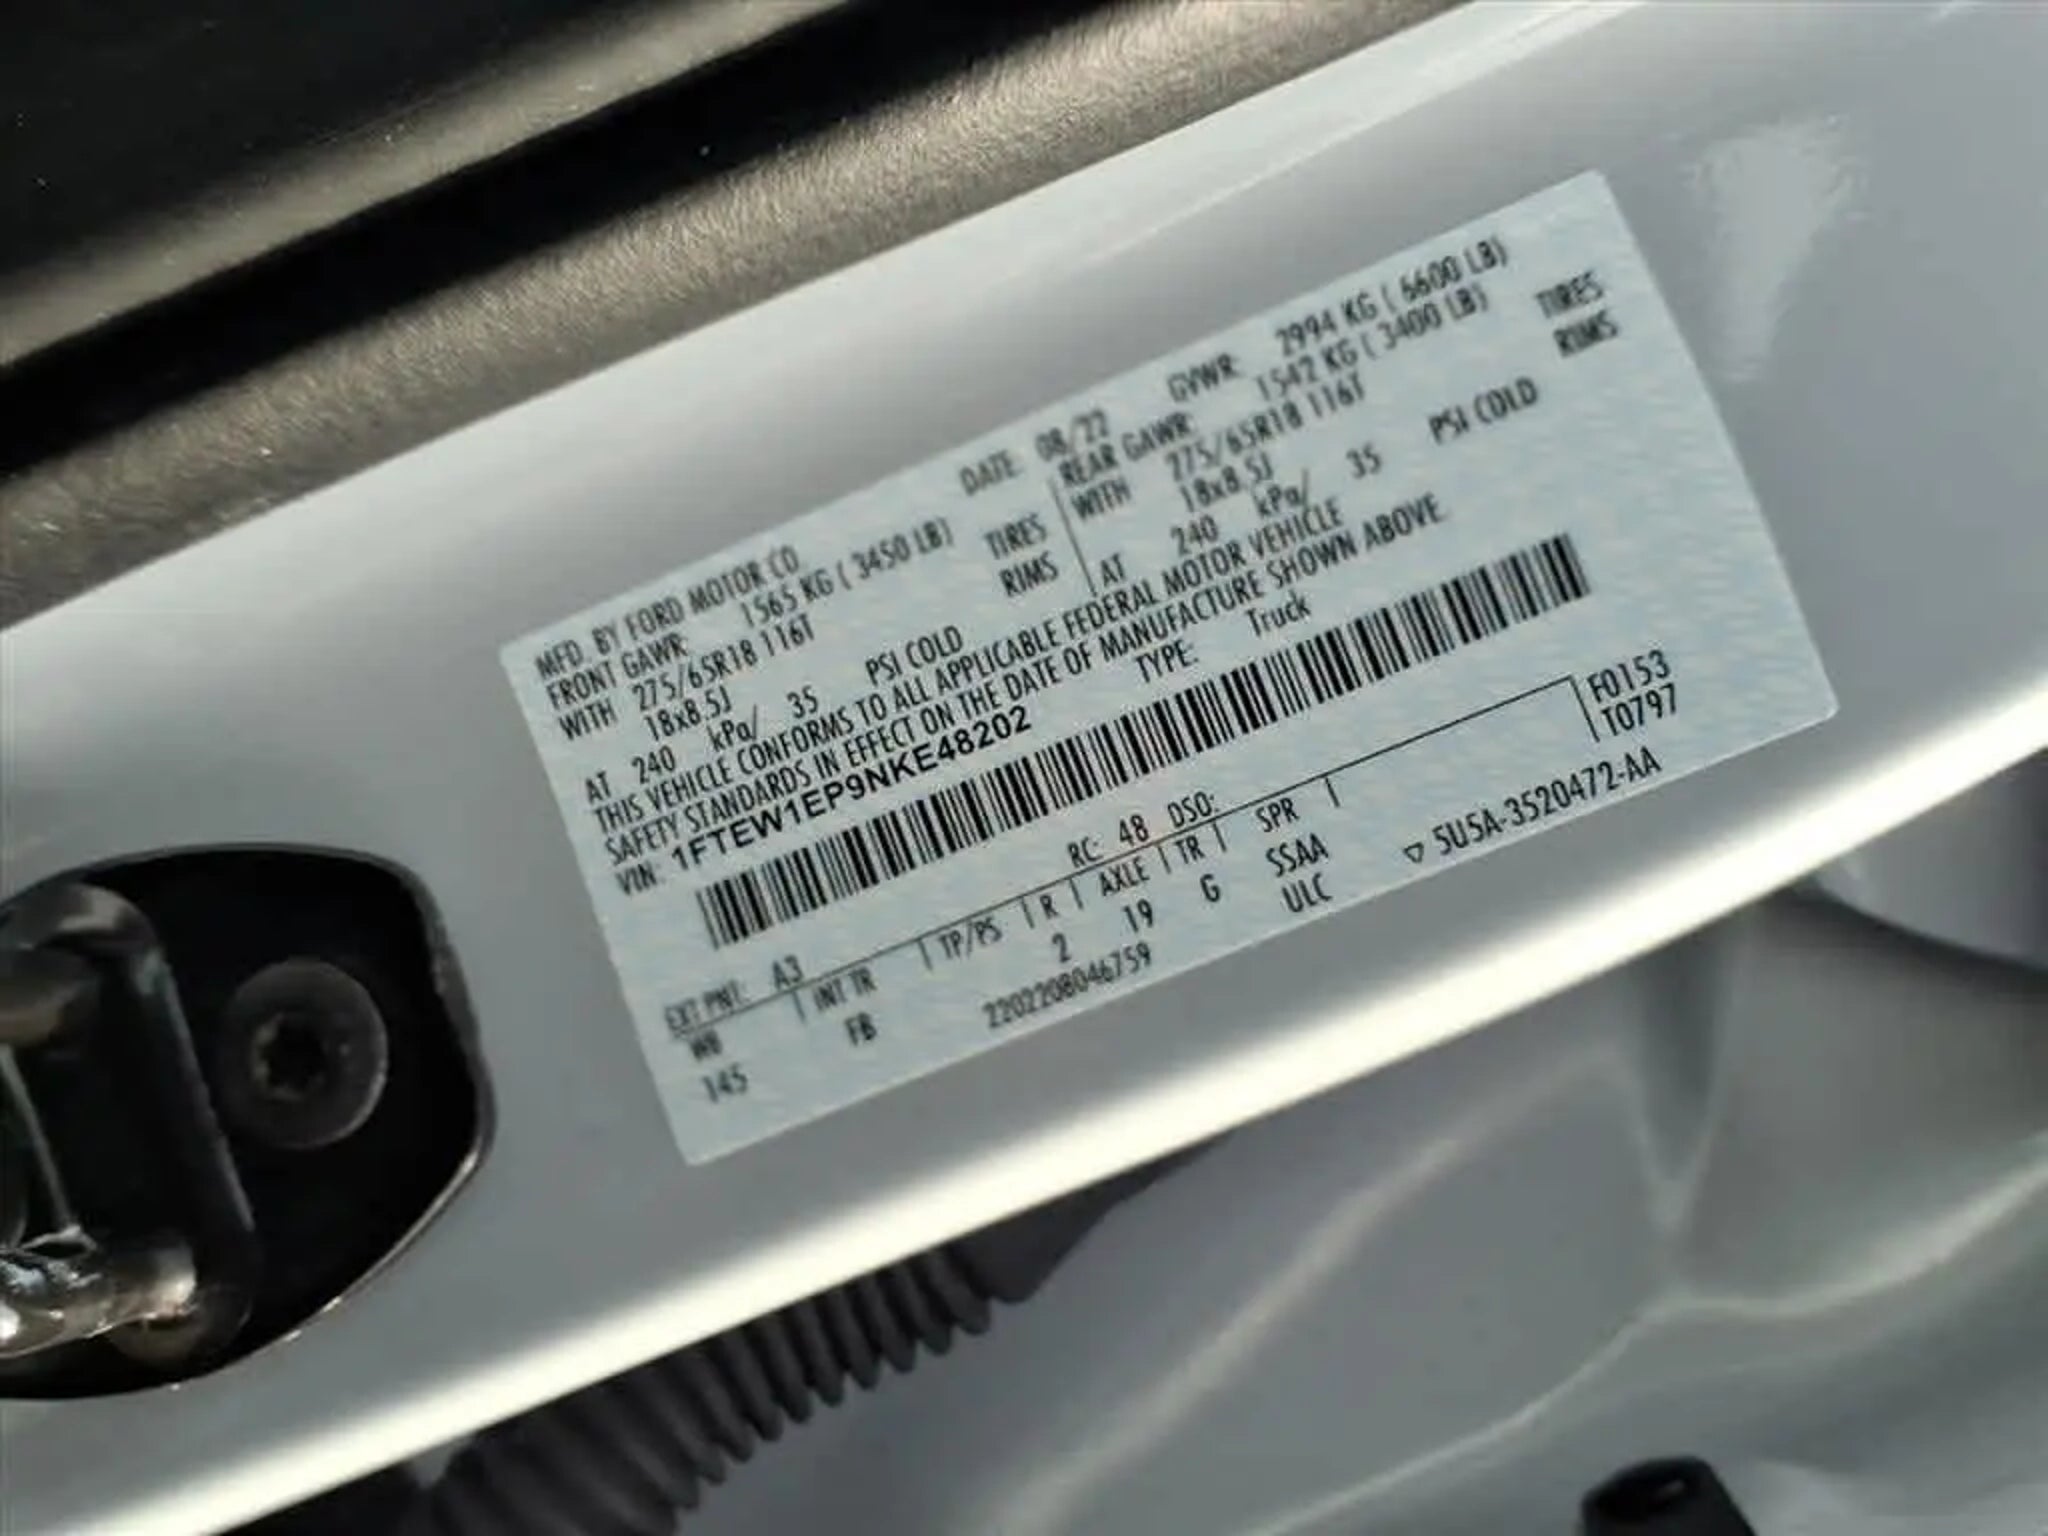 MFD. BY FORD MOTOR CO DATE: 08/22 GVWR: 2994 KG ( 6600 LB)
FRONT GAWR: 1565 KG ( 3450 LB) REAR GAWR: 1542 KG ( 3400 LB)
WITH 275/65R18 116T TIRES WITH 275/65R18 116T TIRES
18x8.5J RIMS 18x8.5J RIMS
AT 240 kPa/ 35 PSI COLD AT 240 kPa/ 35 PSI COLD
THIS VEHICLE CONFORMS TO ALL APPLICABLE FEDERAL MOTOR VEHICLE
SAFETY STANDARDS IN EFFECT ON THE DATE OF MANUFACTURE SHOWN ABOVE.
VIN: 1FTEW1EP9NKE48202 TYPE: Truck
F0153
EXT PNT: A3 RC: 48 DSO: T0797
WB INT TR TP/PS R AXLE TR SPR
145 FB 2 19 G SSAA
2202208046759 ULC ▽ 5U5A-3520472-AA